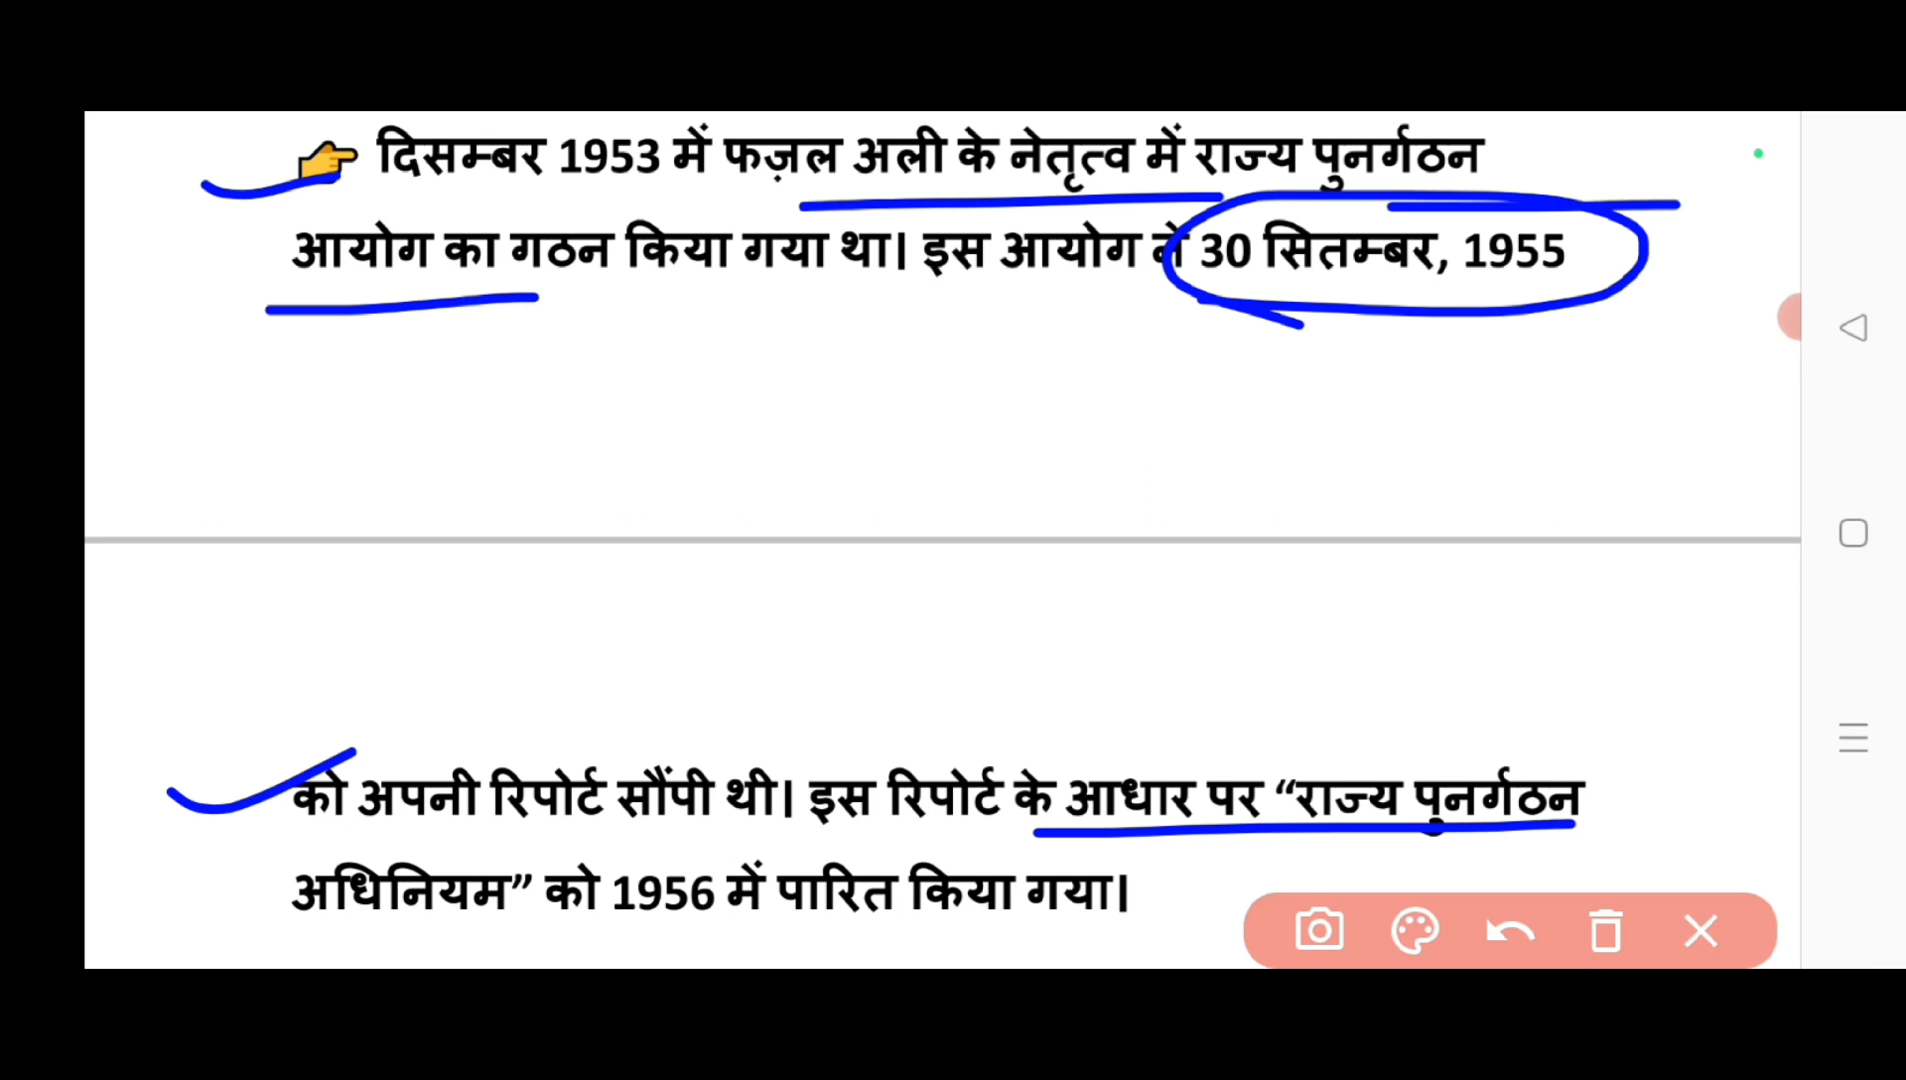 👉 दिसम्बर 1953 में फज़ल अली के नेतृत्व में राज्य पुनर्गठन
आयोग का गठन किया गया था। इस आयोग ने 30 सितम्बर, 1955
को अपनी रिपोर्ट सौंपी थी। इस रिपोर्ट के आधार पर “राज्य पुनर्गठन
अधिनियम” को 1956 में पारित किया गया।